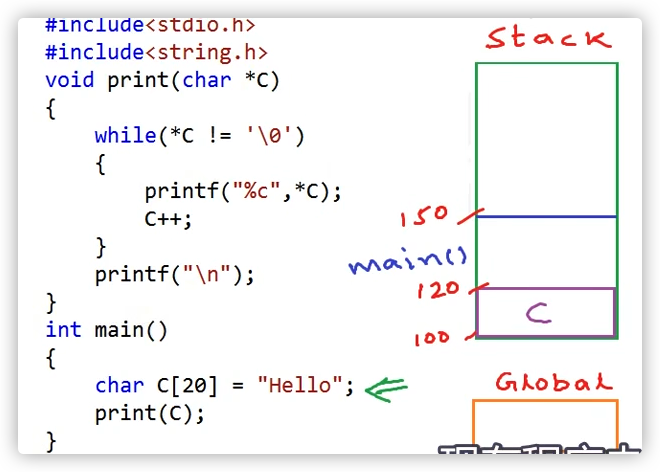 #include<stdio.h>
#include<string.h>
void print(char *C)
{
    while(*C != '\0')
    {
        printf("%c",*C);
        C++;
    }
    printf("\n");
}
int main()
{
    char C[20] = "Hello";
    print(C);
}
Stack
150
main()
120
C
100
Global